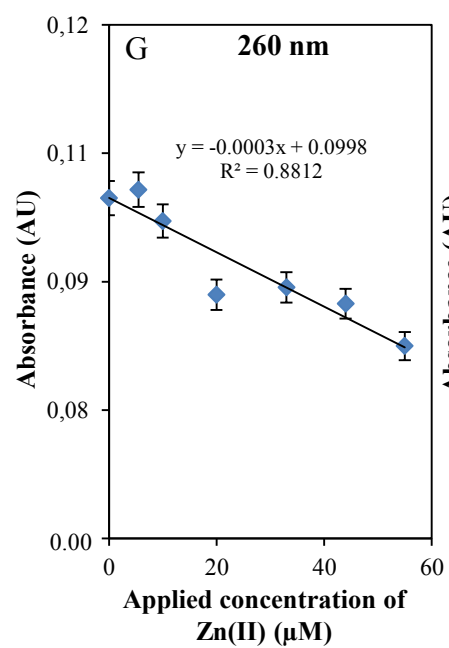 0,12
G
260 nm
0,11
y = -0.0003x + 0.0998
R² = 0.8812
0,09
0,08
0.00
0
20
40
60
Absorbance (AU)
Applied concentration of
Zn(II) (µM)